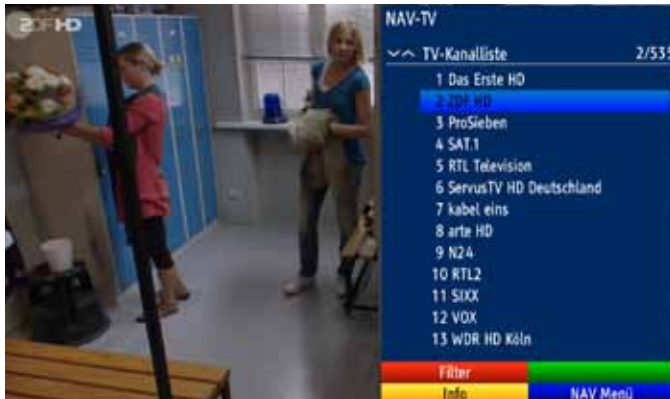 ZDF HD
NAV-TV
TV-Kanalliste 2/535
1 Das Erste HD
2 ZDF HD
3 ProSieben
4 SAT.1
5 RTL Television
6 ServusTV HD Deutschland
7 kabel eins
8 arte HD
9 N24
10 RTL2
11 SIXX
12 VOX
13 WDR HD Köln
Filter
Info NAV Menü